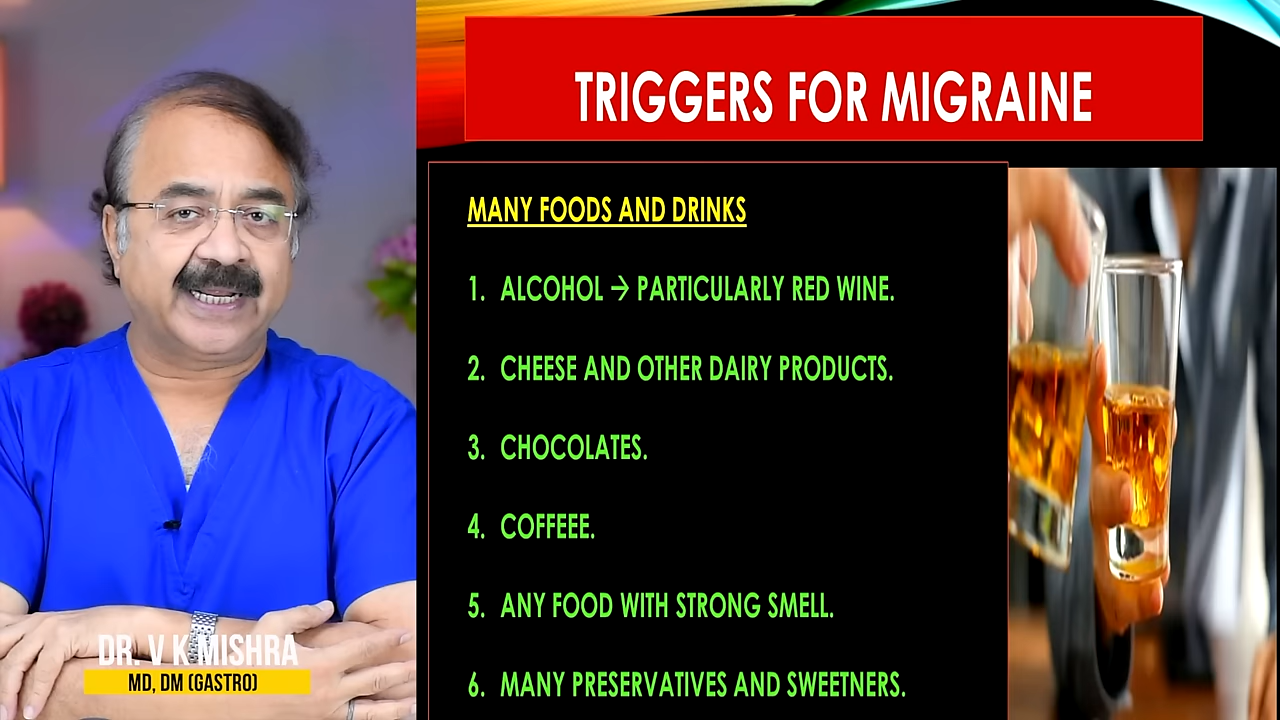 TRIGGERS FOR MIGRAINE
MANY FOODS AND DRINKS
1. ALCOHOL → PARTICULARLY RED WINE.
2. CHEESE AND OTHER DAIRY PRODUCTS.
3. CHOCOLATES.
4. COFFEEE.
5. ANY FOOD WITH STRONG SMELL.
6. MANY PRESERVATIVES AND SWEETNERS.
DR. V K MISHRA
MD, DM (GASTRO)